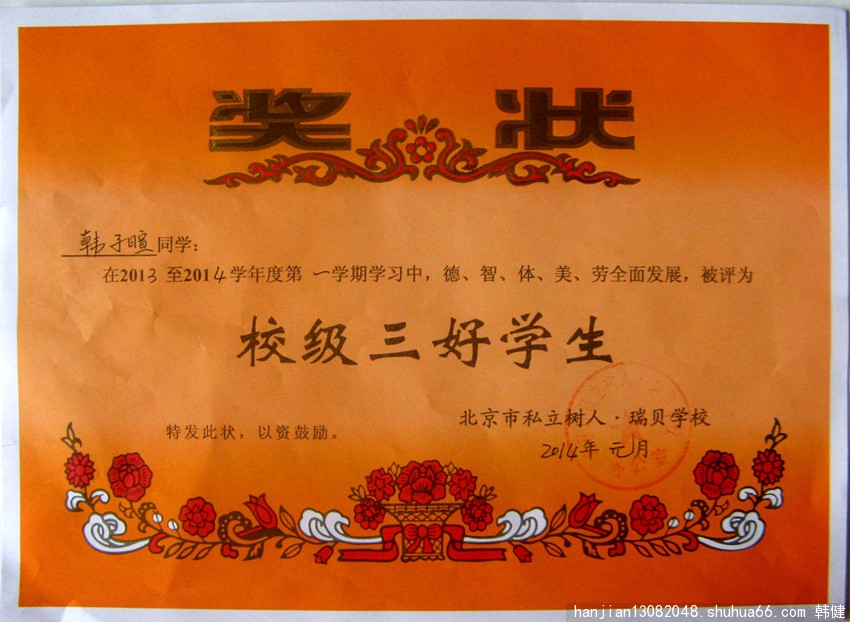 奖 状
韩子暄同学：
在2013至2014学年度第一学期学习中，德、智、体、美、劳全面发展，被评为
校级三好学生
特发此状，以资鼓励。
北京市私立树人·瑞贝学校
2014年元月
办公室
hanjian13082048.shuhua66.com 韩健